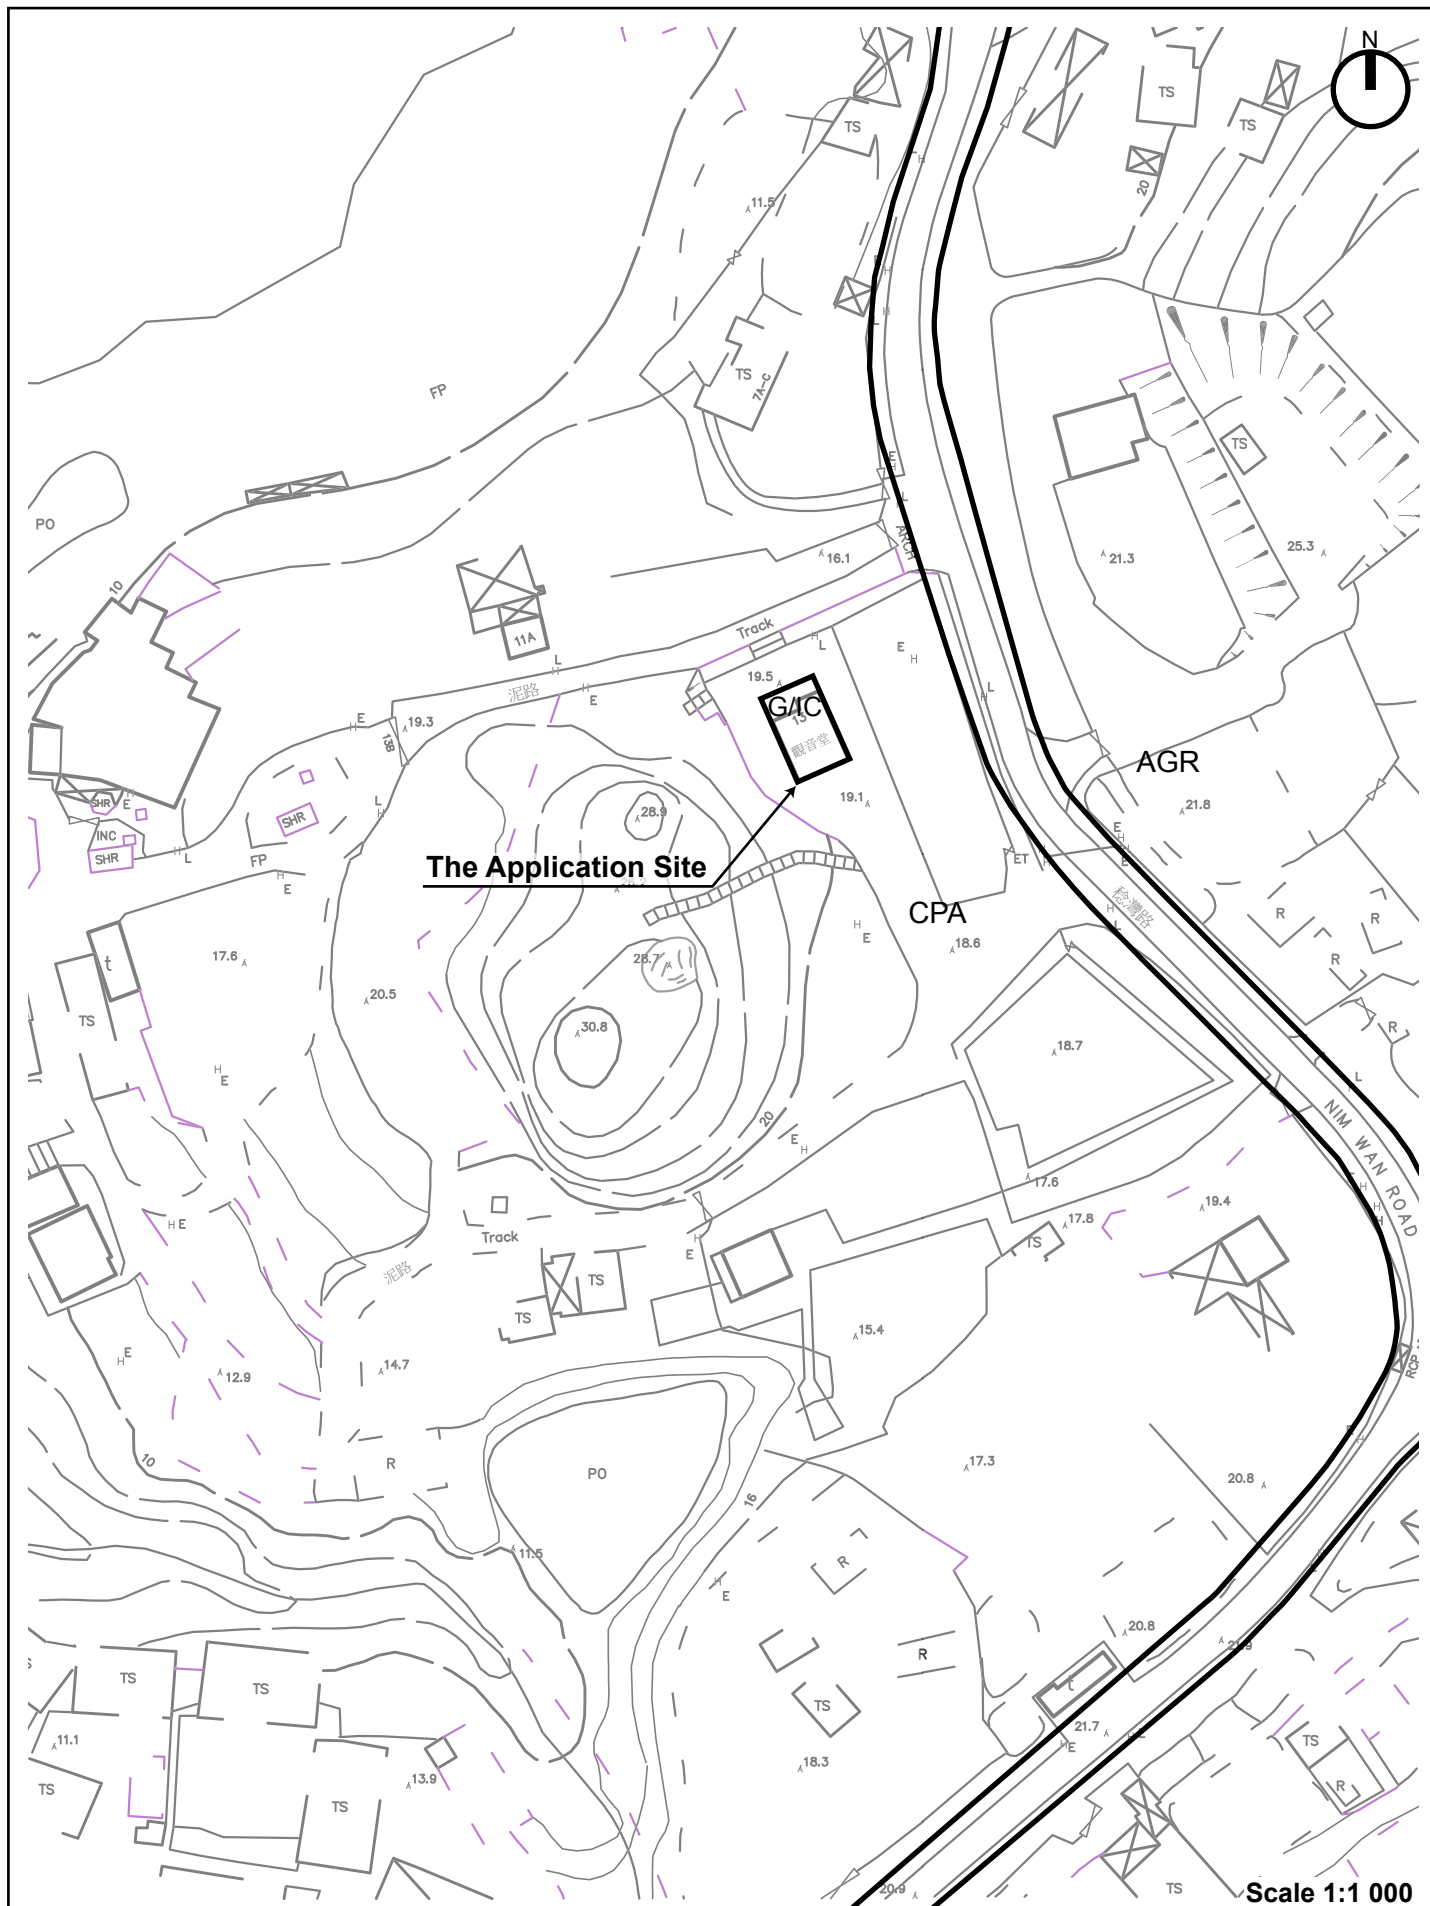 N
TS
TS
TS
20
11.5
E
H
H
L
TS
7A-C
FP
TS
PO
10
E
H
L
ARCH
16.1
21.3
25.3
11A
Track
H
L
E
H
L
H
泥路
H
E
19.5
G/IC
13
觀音堂
L
H
E
H
19.3
13B
AGR
SHR
E
H
INC
SHR
SHR
L
H
FP
H
L
28.9
19.1
21.8
E
H
E
ET
H
The Application Site
H
E
稔灣路
H
L
CPA
R
R
R
17.6
t
TS
20.5
28.7
H
E
18.6
R
30.8
18.7
H
E
L
NIM WAN ROAD
20
E
H
17.6
19.4
H
E
Track
泥路
E
H
17.8
TS
TS
TS
15.4
H
E
12.9
14.7
RCP
10
R
PO
16
17.3
20.8
E
H
11.5
R
H
E
R
20.8
21.9
TS
TS
TS
t
21.7
H
E
11.1
TS
13.9
TS
18.3
TS
R
20.9
TS
Scale 1:1 000